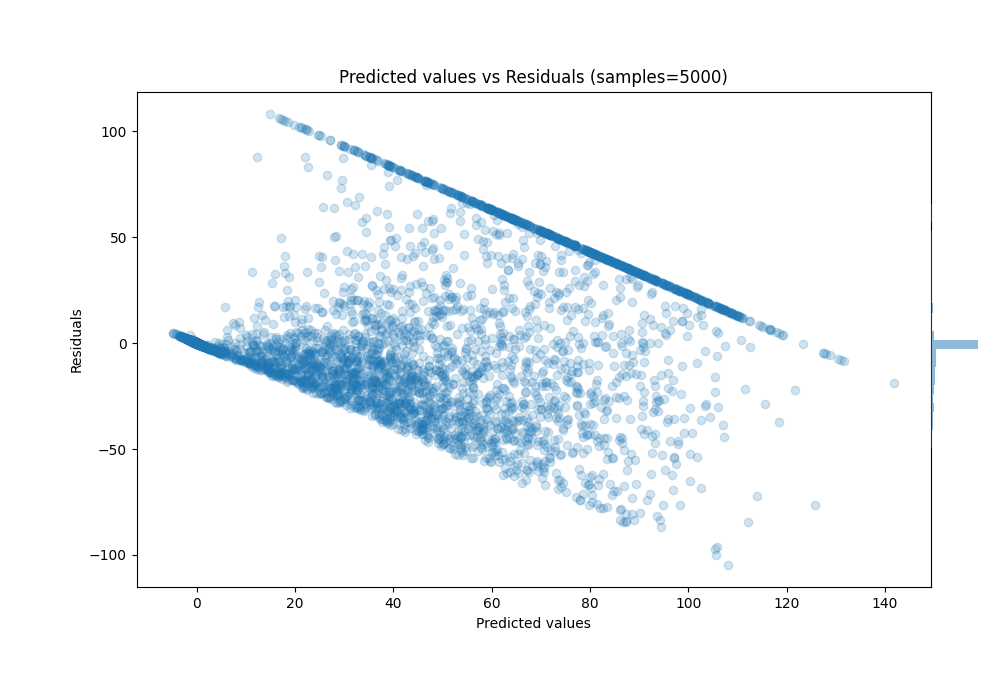 Predicted values vs Residuals (samples=5000)
100
50
0
−50
−100
Residuals
0 20 40 60 80 100 120 140
Predicted values